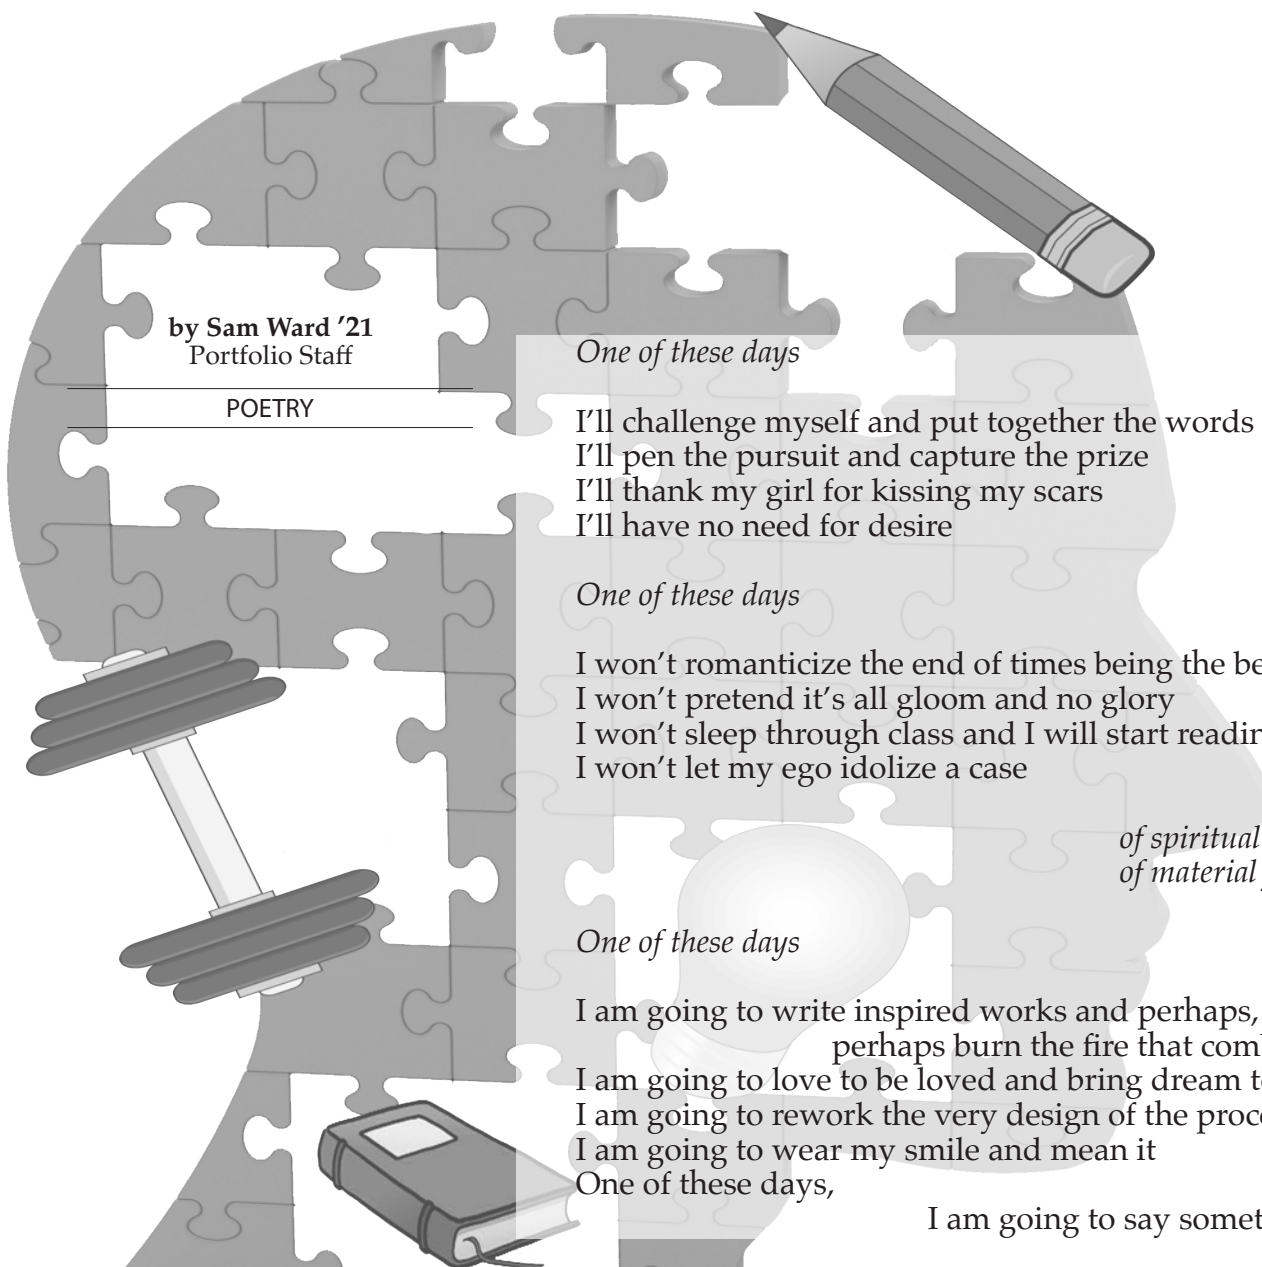 by Sam Ward ’21
Portfolio Staff
POETRY
One of these days
I’ll challenge myself and put together the words
I’ll pen the pursuit and capture the prize
I’ll thank my girl for kissing my scars
I’ll have no need for desire
One of these days
I won’t romanticize the end of times being the
I won’t pretend it’s all gloom and no glory
I won’t sleep through class and I will start
I won’t let my ego idolize a case
of spiritual
of material
One of these days
I am going to write inspired works and perhaps,
perhaps burn the fire that
I am going to love to be loved and bring dream
I am going to rework the very design of the
I am going to wear my smile and mean it
One of these days,
I am going to say